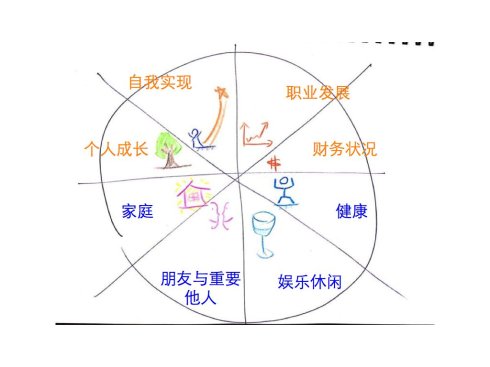 自我实现
职业发展
个人成长
财务状况
家庭
健康
朋友与重要
他人
娱乐休闲